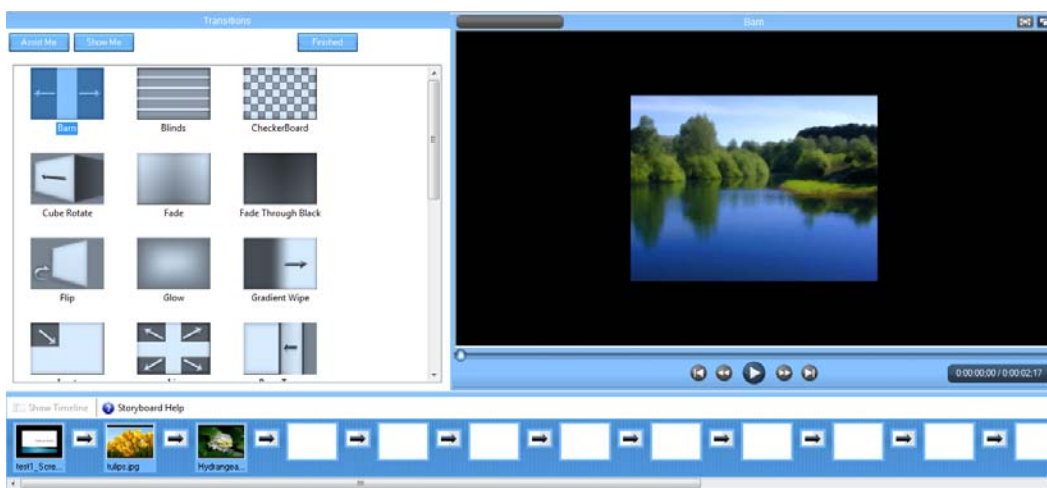 Transitions
Barn
Assist Me
Show Me
Finished
Barn
Blinds
CheckerBoard
Cube Rotate
Fade
Fade Through Black
Flip
Glow
Gradient Wipe
0:00:00;00 / 0:00:02;17
Show Timeline
Storyboard Help
test1_Scre...
tulips.jpg
Hydrangea...